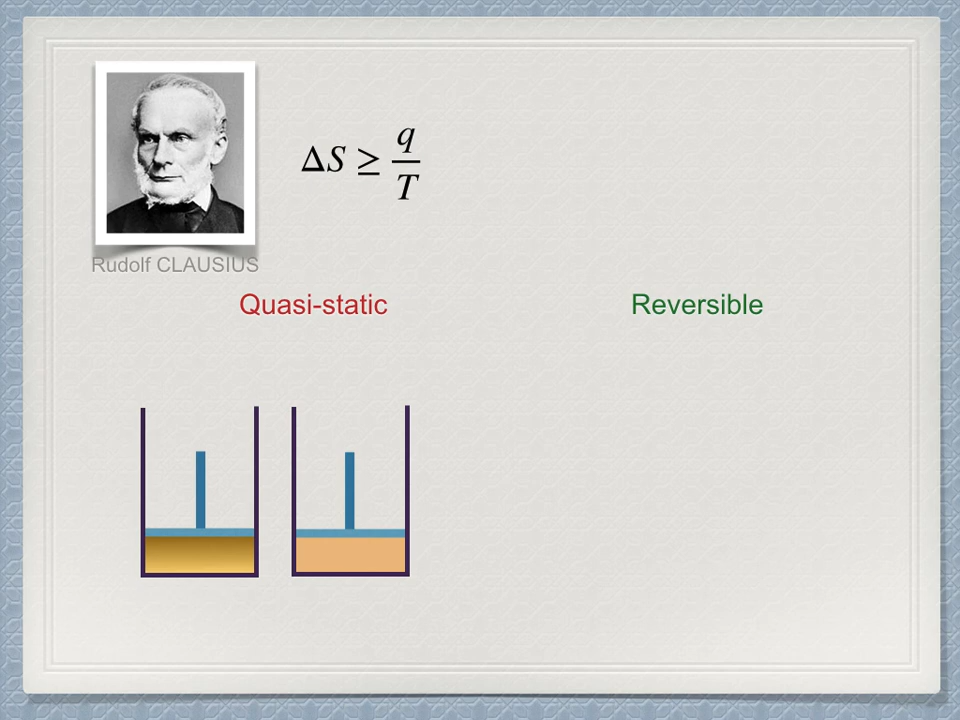 ΔS ≥ q/T
Rudolf CLAUSIUS
Quasi-static
Reversible